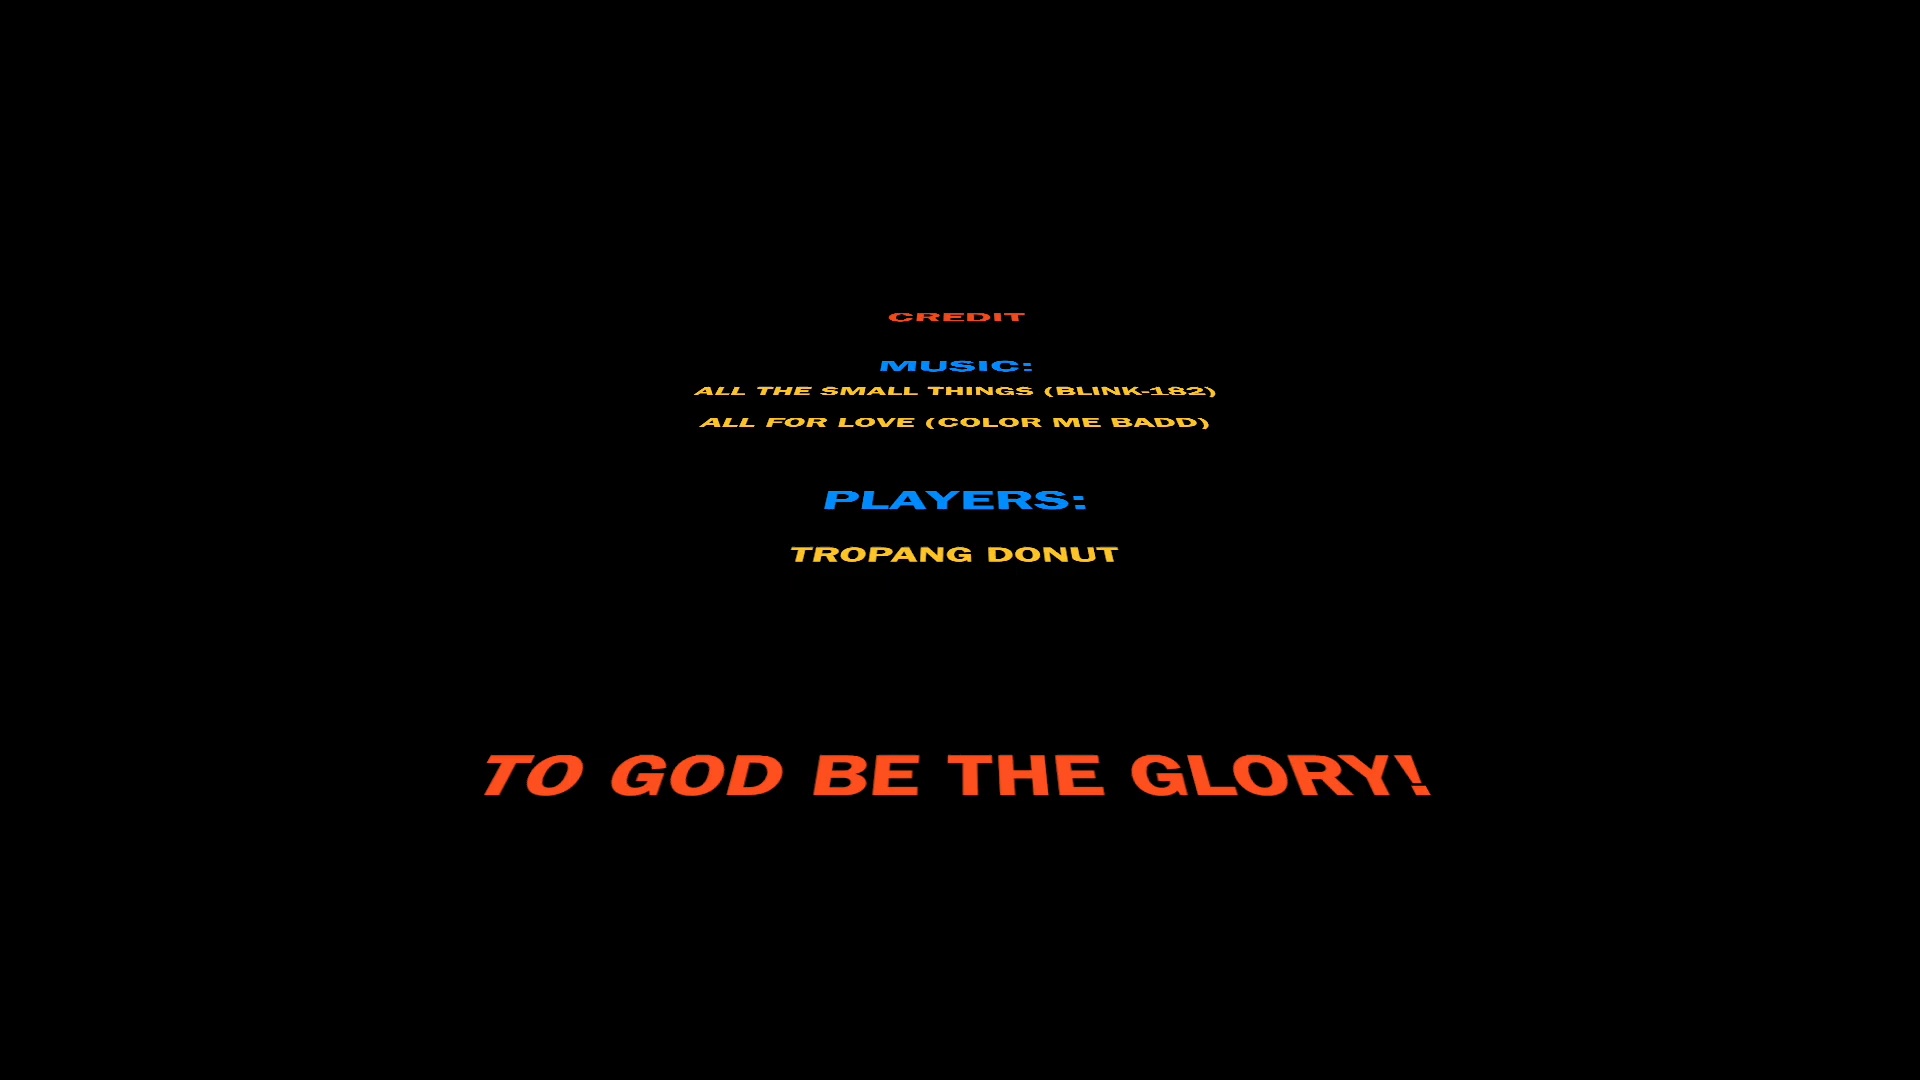 CREDIT
MUSIC:
ALL THE SMALL THINGS (BLINK-182)
ALL FOR LOVE (COLOR ME BADD)
PLAYERS:
TROPANG DONUT
TO GOD BE THE GLORY!